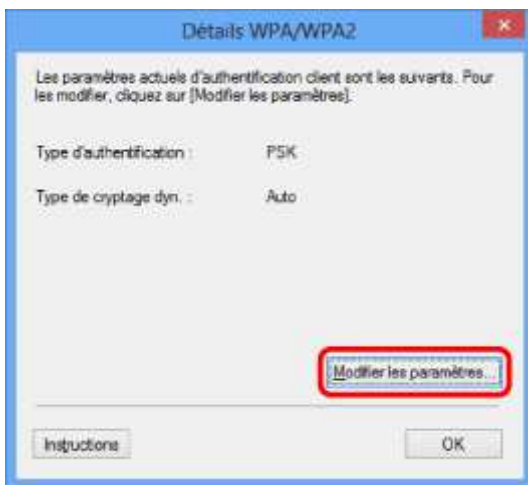 Détails WPA/WPA2
Les paramètres actuels d'authentification client sont les suivants. Pour
les modifier, cliquez sur [Modifier les paramètres].
Type d'authentification : PSK
Type de cryptage dyn. : Auto
Modifier les paramètres...
Instructions OK